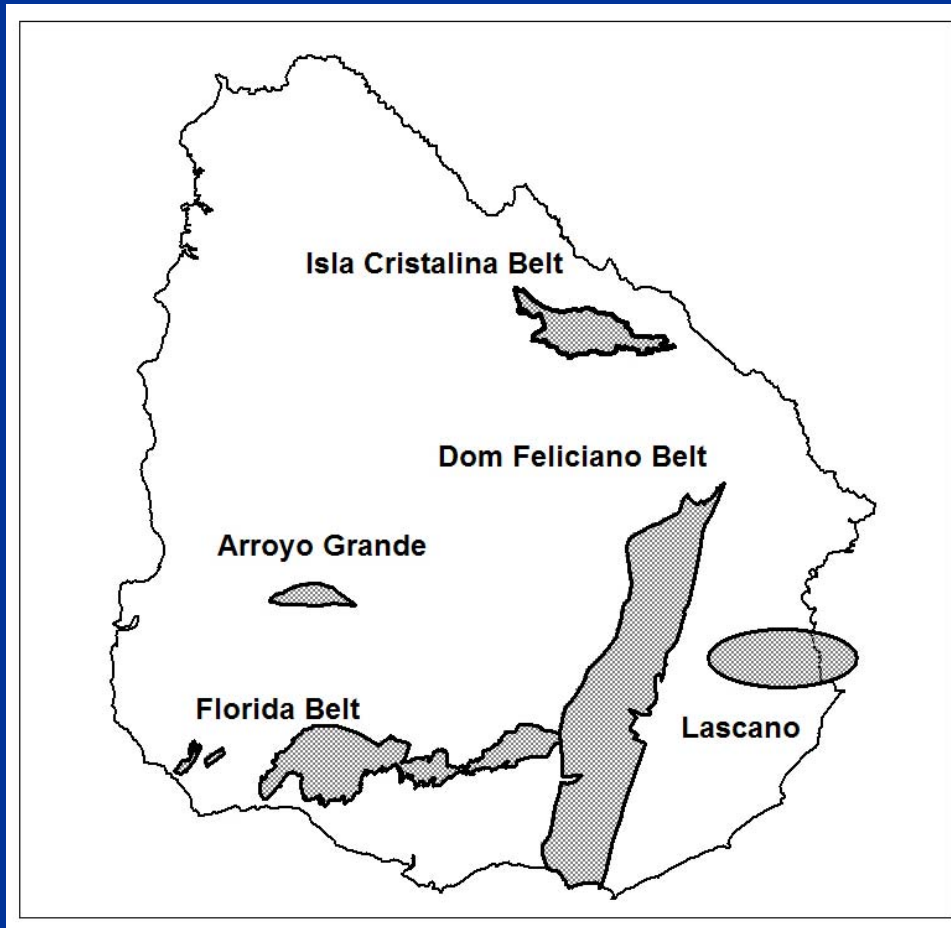 Isla Cristalina Belt
Dom Feliciano Belt
Arroyo Grande
Florida Belt
Lascano